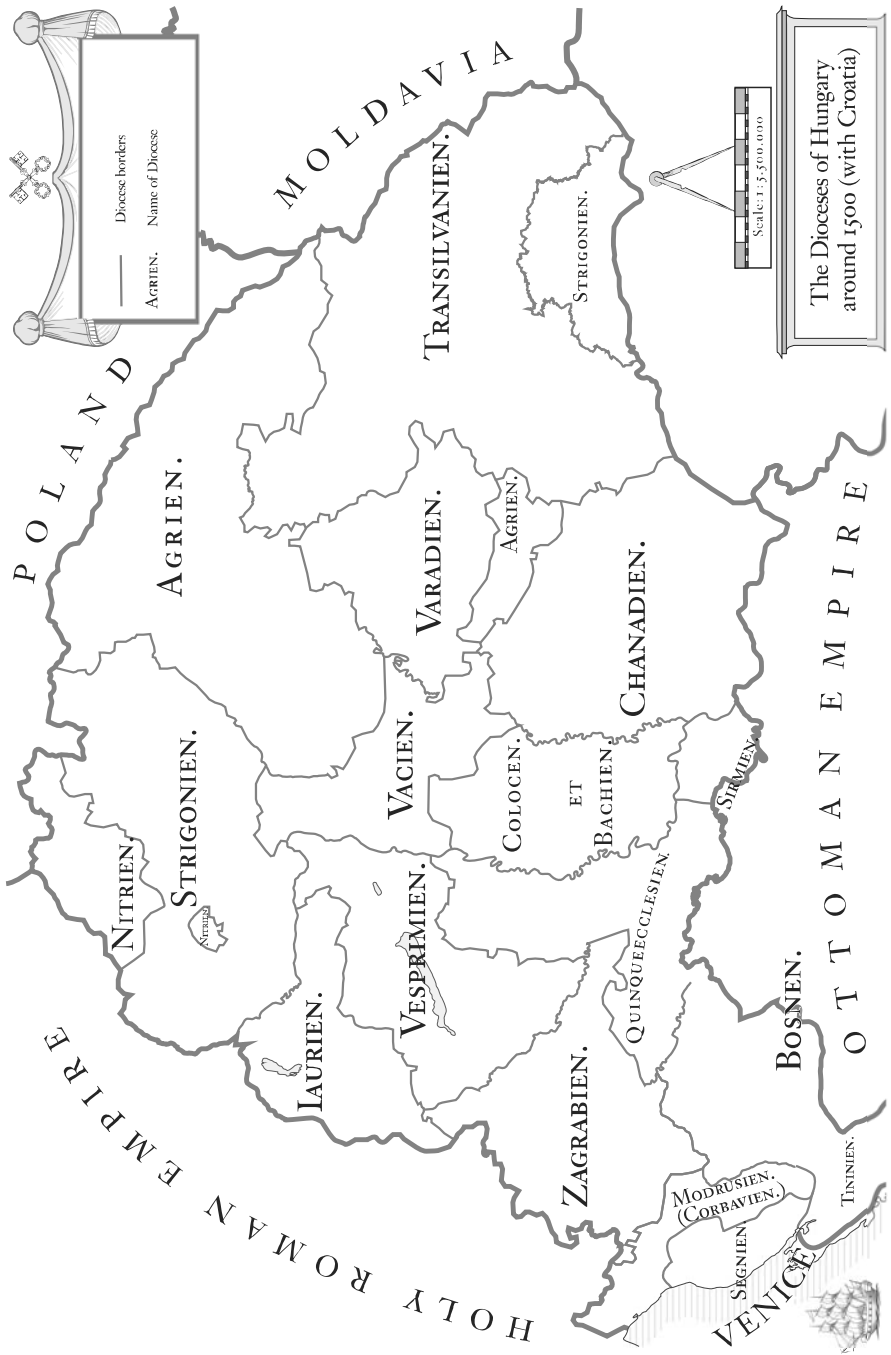 The Dioceses of Hungary
around 1500 (with Croatia)
Scale: 1 : 5.500.000
Diocese borders
AGRIEN. Name of Diocese
POLAND
MOLDAVIA
HOLY ROMAN EMPIRE
OTTOMAN EMPIRE
VENICE
NITRIEN.
STRIGONIEN.
NITRIEN.
AGRIEN.
IAURIEN.
VESPRIMIEN.
VACIEN.
VARADIEN.
AGRIEN.
TRANSILVANIEN.
STRIGONIEN.
ZAGRABIEN.
QUINQUEECCLESIEN.
COLOCEN.
ET
BACHIEN.
CHANADIEN.
SIRMIEN.
BOSNEN.
MODRUSIEN.
(CORBAVIEN.)
SEGNIEN.
TININIEN.